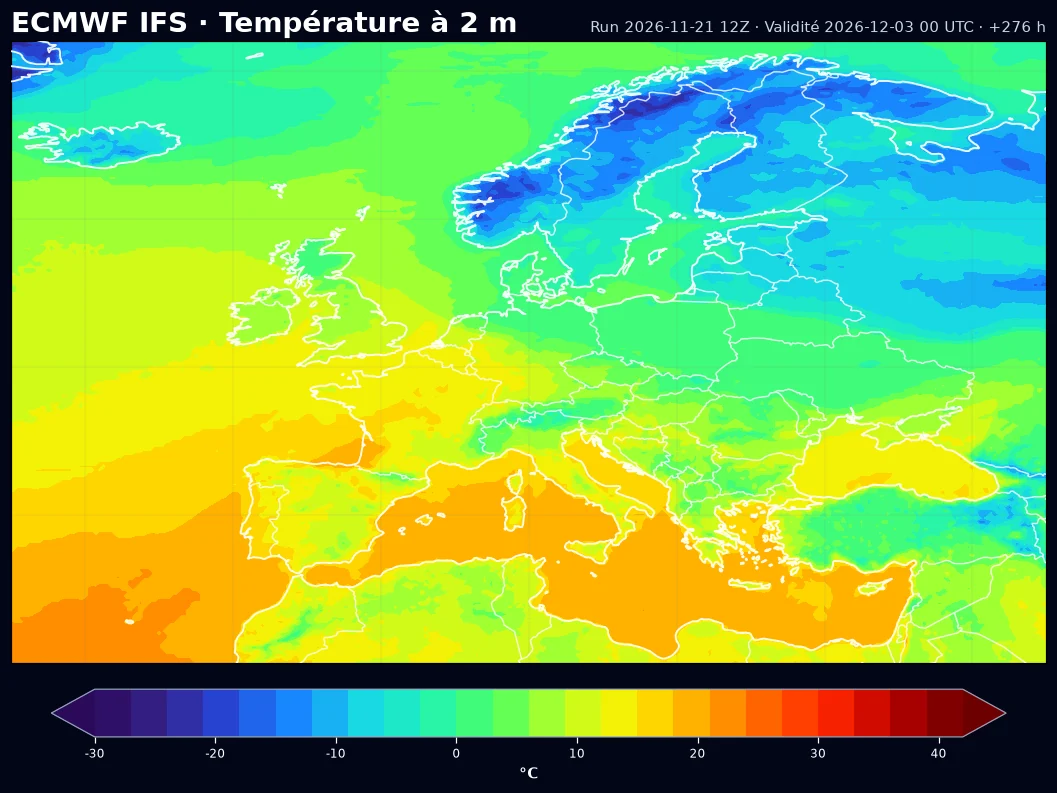 ECMWF IFS · Température à 2 m
Run 2026-11-21 12Z · Validité 2026-12-03 00 UTC · +276 h
-30 -20 -10 0 10 20 30 40
°C